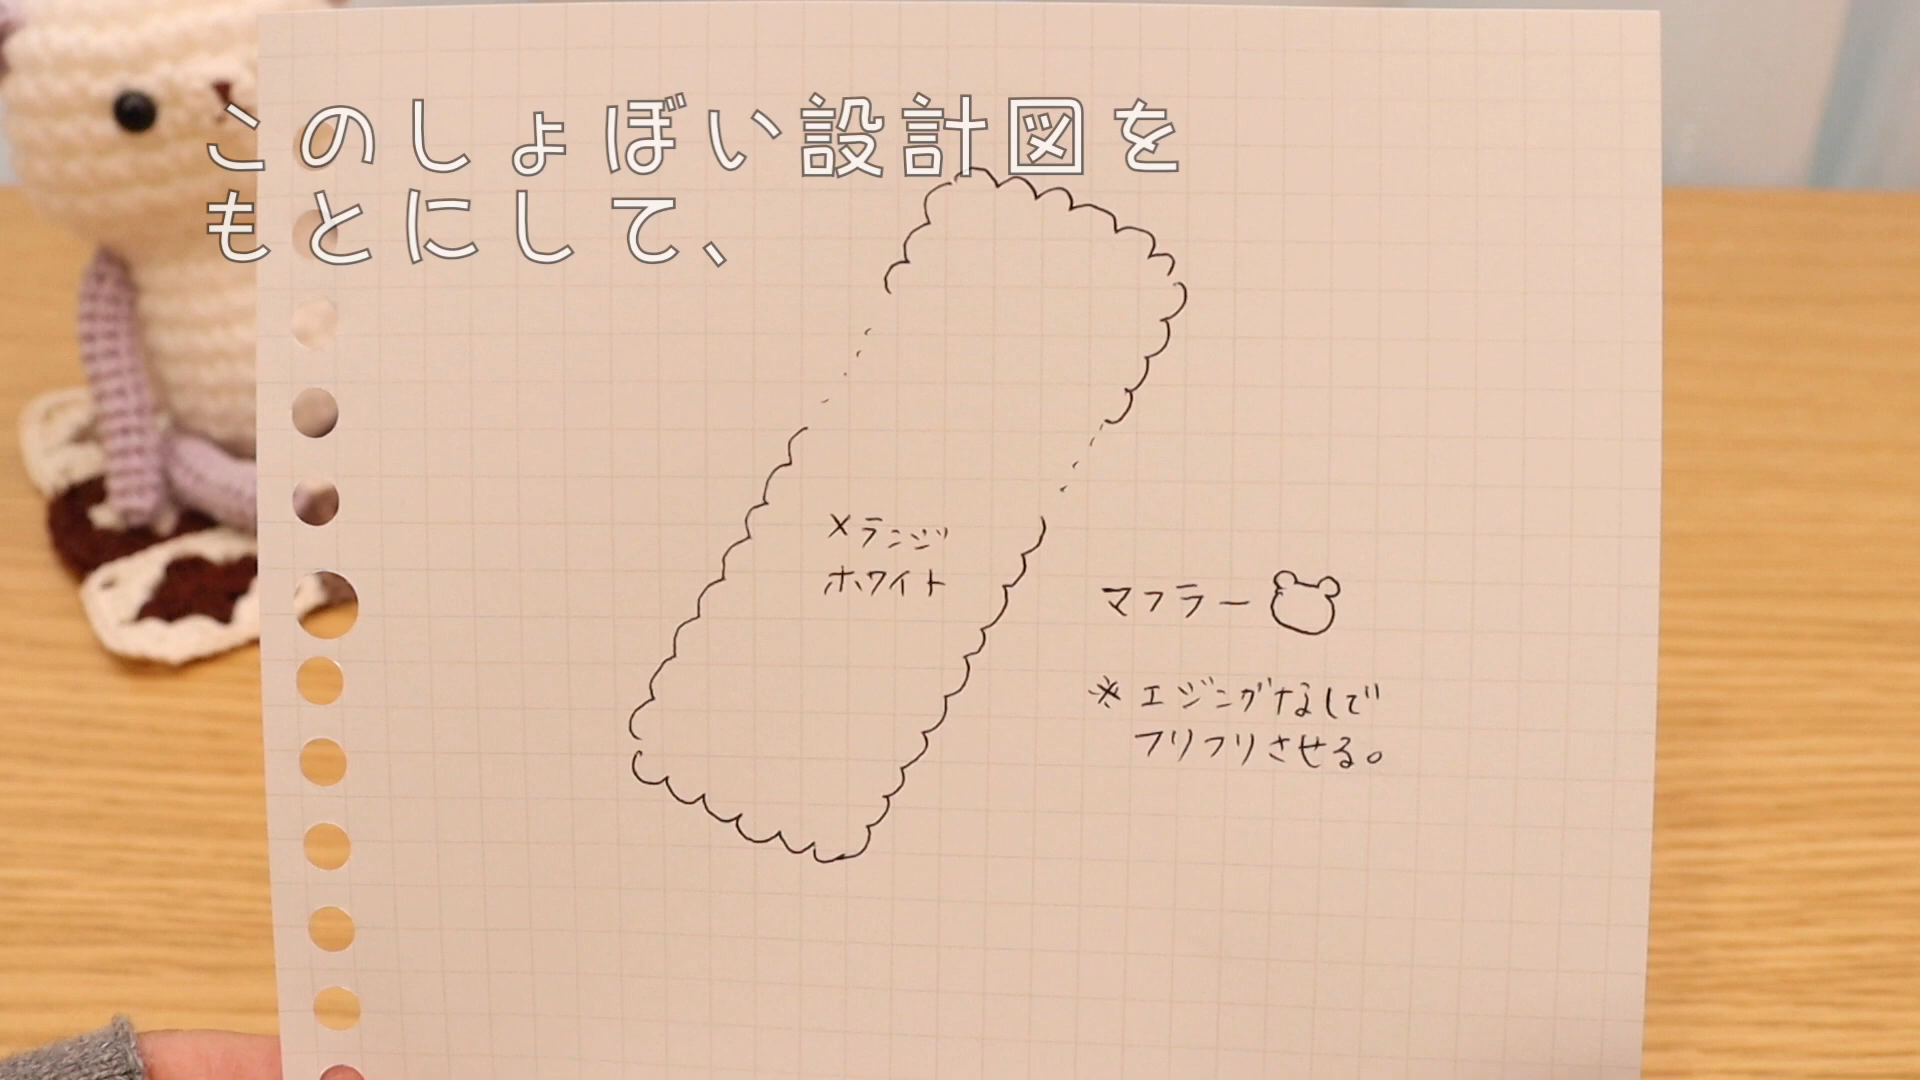 このしょぼい設計図を
もとにして、
メランジ
ホワイト
マフラー
※エジングなしで
フリフリさせる。